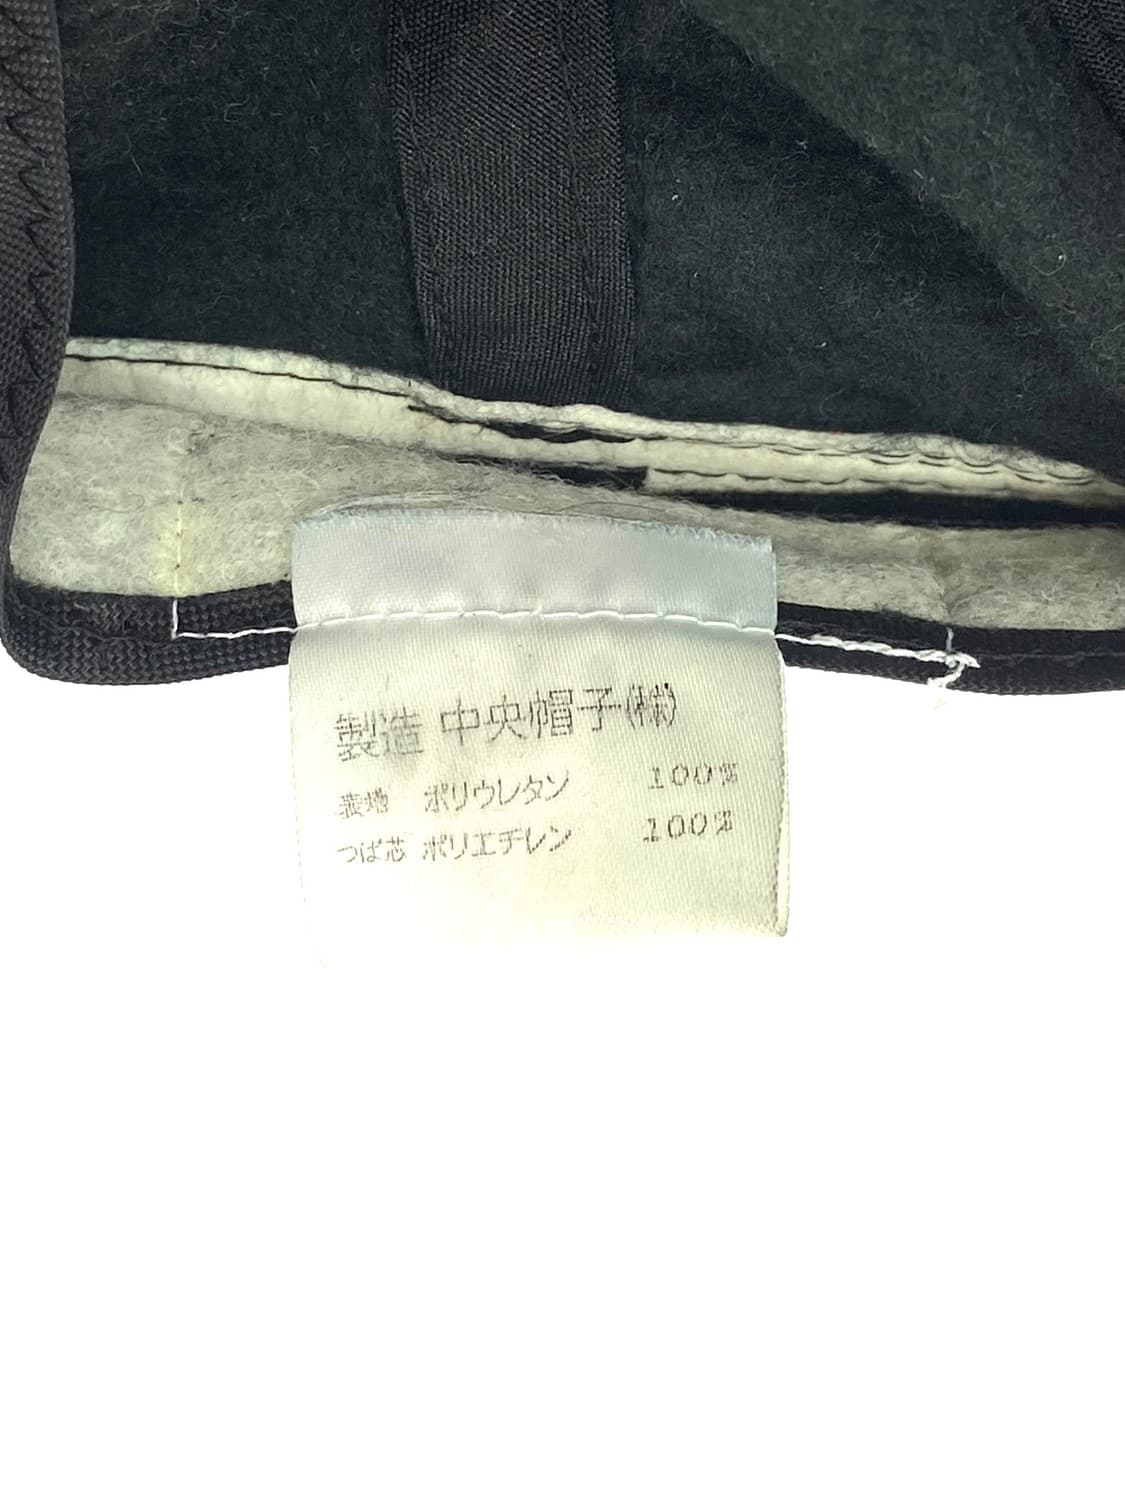 製造 中央帽子(株)
表地 ポリウレタン 100%
つば芯 ポリエチレン 100%